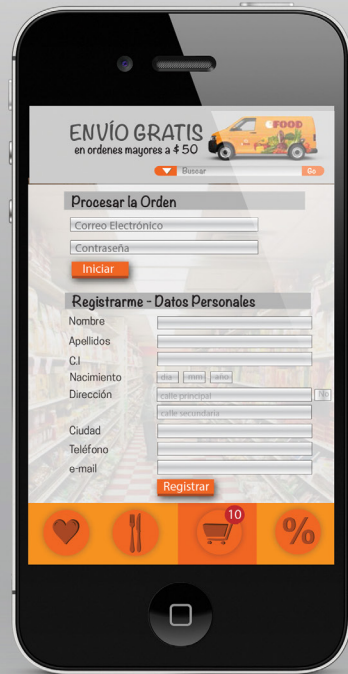 ENVÍO GRATIS
en ordenes mayores a $50
FOOD
Buscar Go
Procesar la Orden
Correo Electrónico
Contraseña
Iniciar
Registrarme - Datos Personales
Nombre
Apellidos
C.I
Nacimiento día mm año
Dirección calle principal No
calle secundaria
Ciudad
Teléfono
e-mail
Registrar
10
%